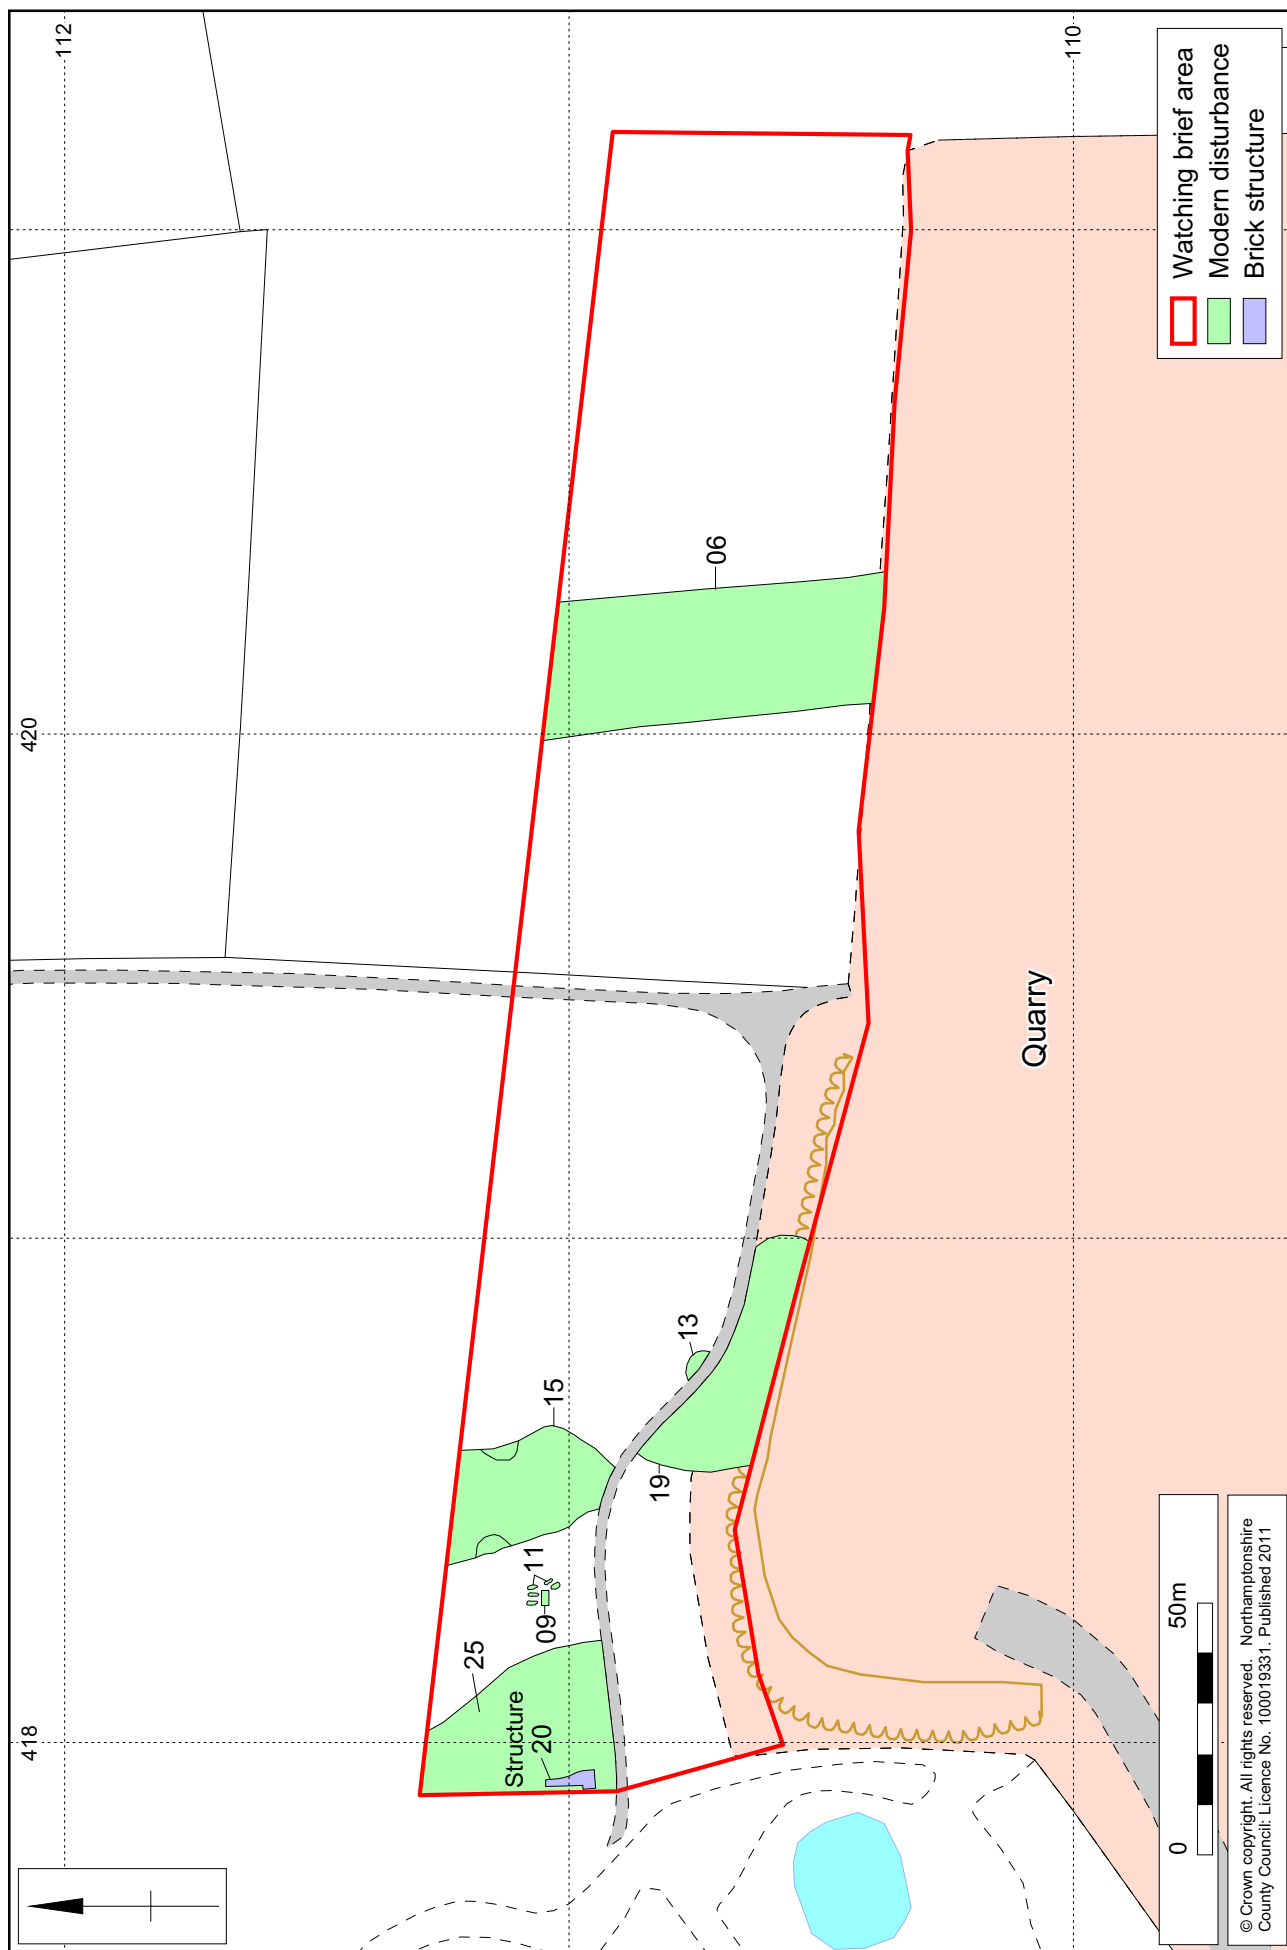 112
110
420
418
06
13
15
19
11
09
25
Structure
20
Quarry
Watching brief area
Modern disturbance
Brick structure
0 50m
© Crown copyright. All rights reserved. Northamptonshire
County Council: Licence No. 100019331. Published 2011